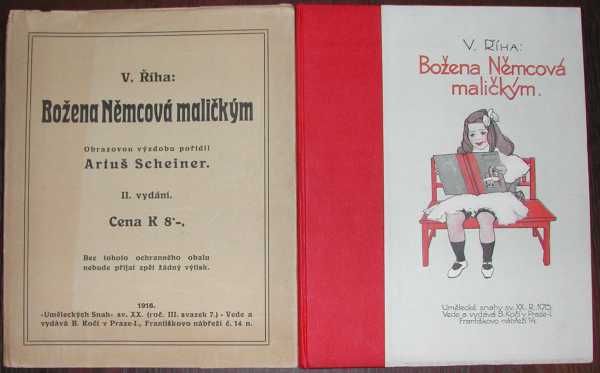 V. Říha:
Božena Němcová maličkým
Obrazovou výzdobu pořídil
Artuš Scheiner.
II. vydání.
Cena K 8·-.
Bez tohoto ochranného obalu
nebude přijat zpět žádný výtisk.
1916.
»Uměleckých Snah« sv. XX. (roč. III. svazek 7.) - Vede a
vydává B. Kočí v Praze-I., Františkovo nábřeží č. 14 n.
V. Říha:
Božena Němcová
maličkým.
Umělecké snahy sv. XX. R. 1915.
Vede a vydává B. Kočí v Praze-I.
Františkovo nábřeží 14